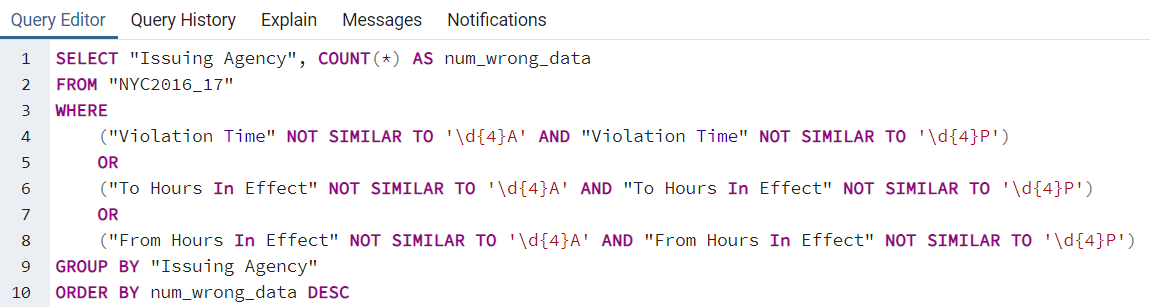 Query Editor Query History Explain Messages Notifications
1 SELECT "Issuing Agency", COUNT(*) AS num_wrong_data
2 FROM "NYC2016_17"
3 WHERE
4 ("Violation Time" NOT SIMILAR TO '\d{4}A' AND "Violation Time" NOT SIMILAR TO '\d{4}P')
5 OR
6 ("To Hours In Effect" NOT SIMILAR TO '\d{4}A' AND "To Hours In Effect" NOT SIMILAR TO '\d{4}P')
7 OR
8 ("From Hours In Effect" NOT SIMILAR TO '\d{4}A' AND "From Hours In Effect" NOT SIMILAR TO '\d{4}P')
9 GROUP BY "Issuing Agency"
10 ORDER BY num_wrong_data DESC